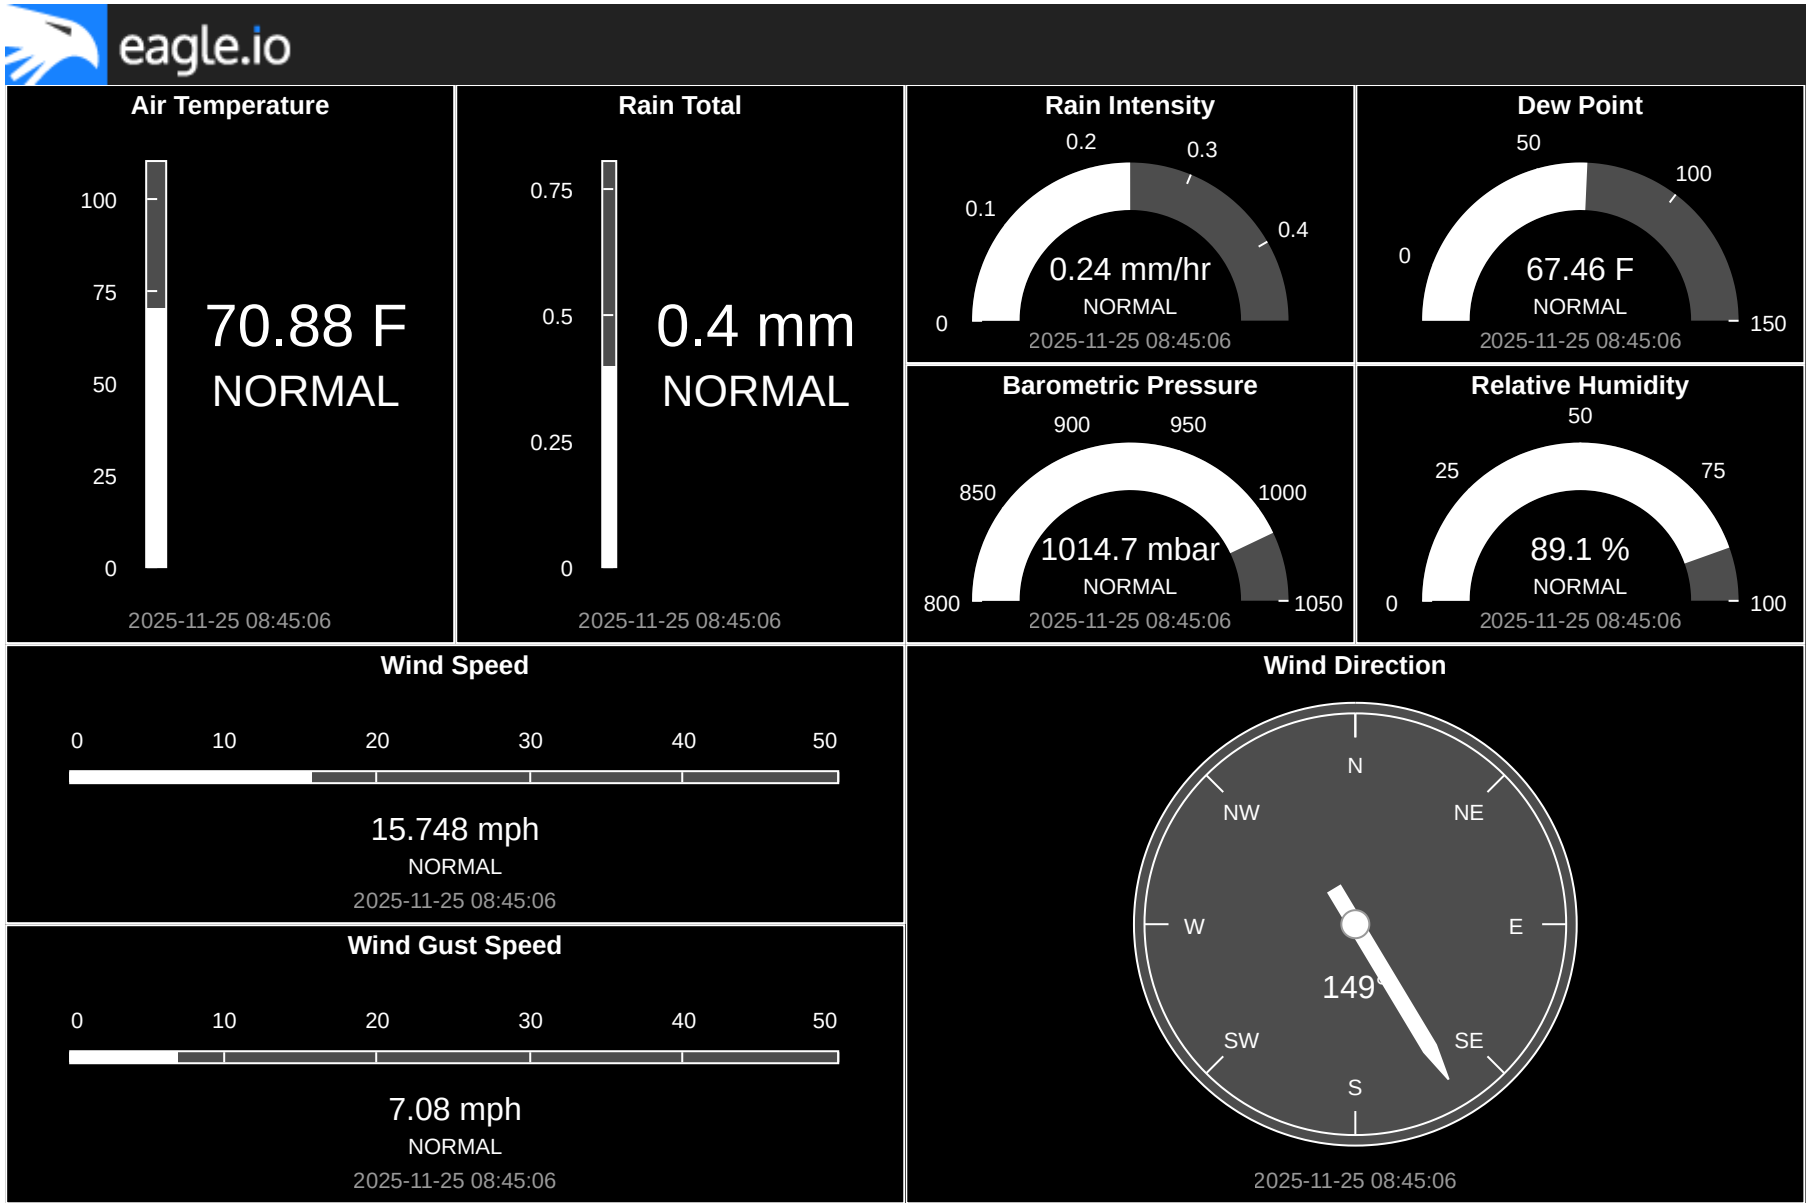 eagle.io
Air Temperature
100
75
50
25
0
70.88 F
NORMAL
2025-11-25 08:45:06
Rain Total
0.75
0.5
0.25
0
0.4 mm
NORMAL
2025-11-25 08:45:06
Rain Intensity
0
0.1
0.2
0.3
0.4
0.24 mm/hr
NORMAL
2025-11-25 08:45:06
Dew Point
0
50
100
150
67.46 F
NORMAL
2025-11-25 08:45:06
Barometric Pressure
800
850
900
950
1000
1050
1014.7 mbar
NORMAL
2025-11-25 08:45:06
Relative Humidity
0
25
50
75
100
89.1 %
NORMAL
2025-11-25 08:45:06
Wind Speed
0 10 20 30 40 50
15.748 mph
NORMAL
2025-11-25 08:45:06
Wind Gust Speed
0 10 20 30 40 50
7.08 mph
NORMAL
2025-11-25 08:45:06
Wind Direction
N
NW NE
W E
149°
SW SE
S
2025-11-25 08:45:06